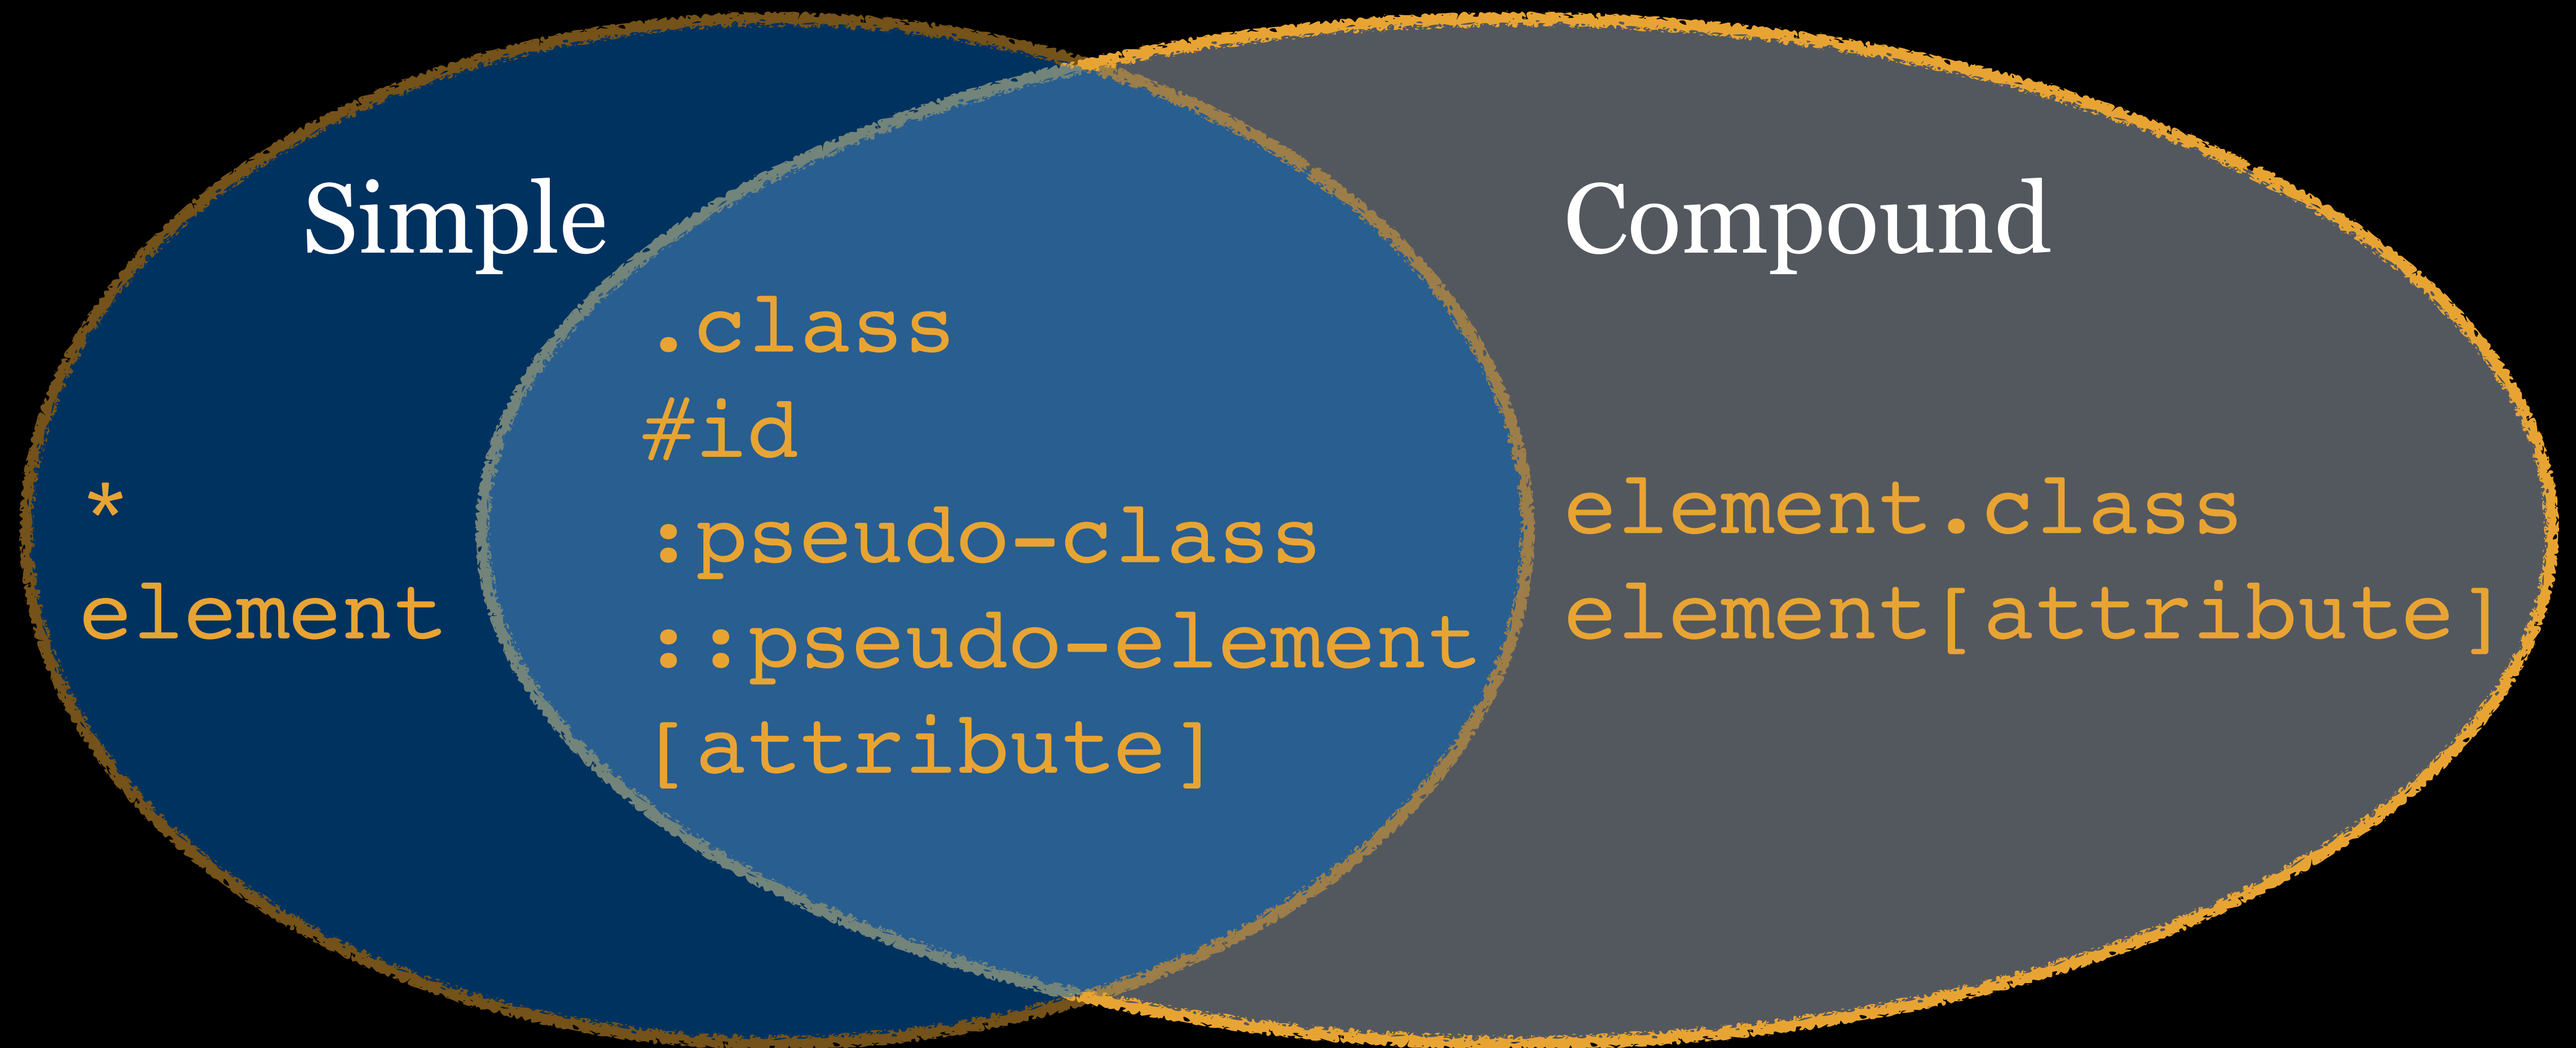 Simple
*
element
.class
#id
:pseudo-class
::pseudo-element
[attribute]
Compound
element.class
element[attribute]